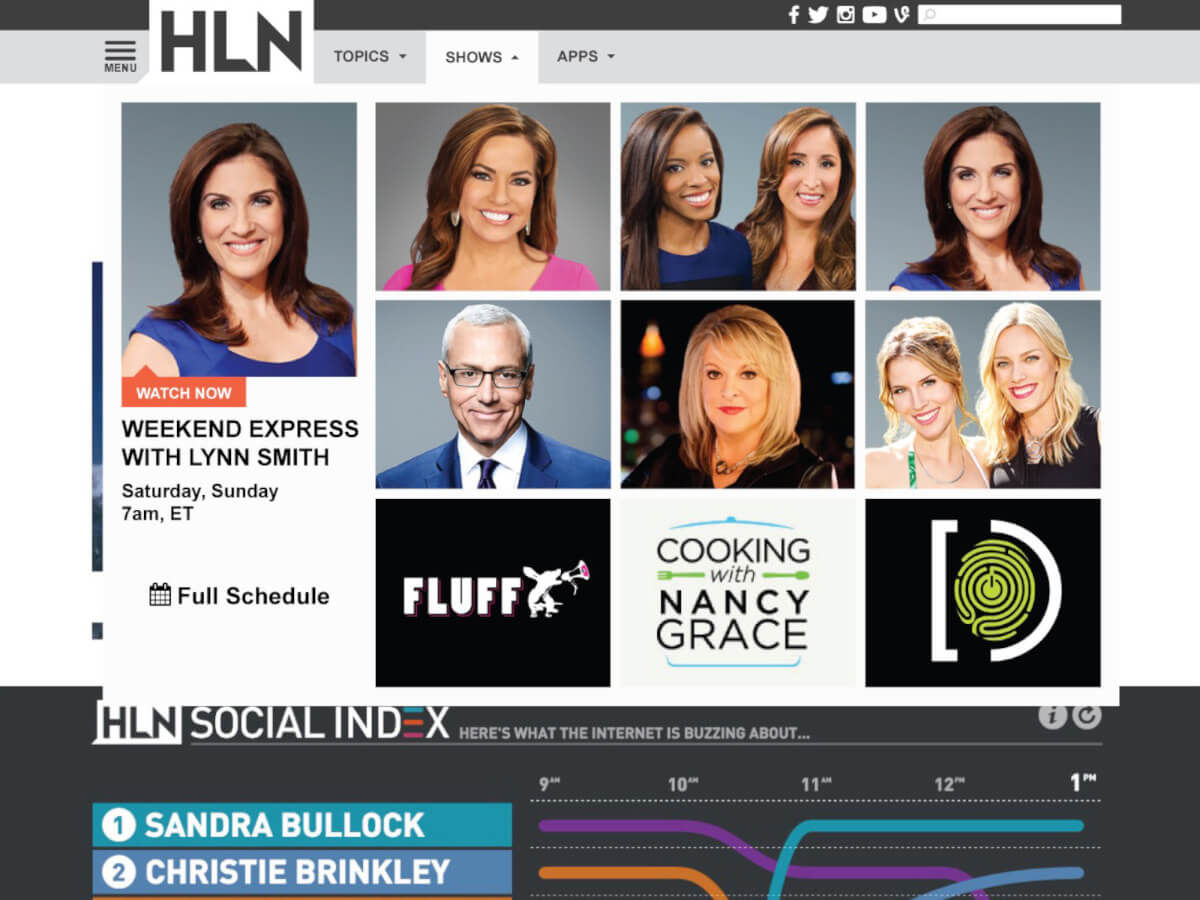 MENU
HLN
TOPICS
SHOWS
APPS
WATCH NOW
WEEKEND EXPRESS
WITH LYNN SMITH
Saturday, Sunday
7am, ET
Full Schedule
FLUFF
COOKING
with
NANCY
GRACE
HLN SOCIAL INDEX HERE'S WHAT THE INTERNET IS BUZZING ABOUT...
9AM 10AM 11AM 12PM 1PM
1 SANDRA BULLOCK
2 CHRISTIE BRINKLEY